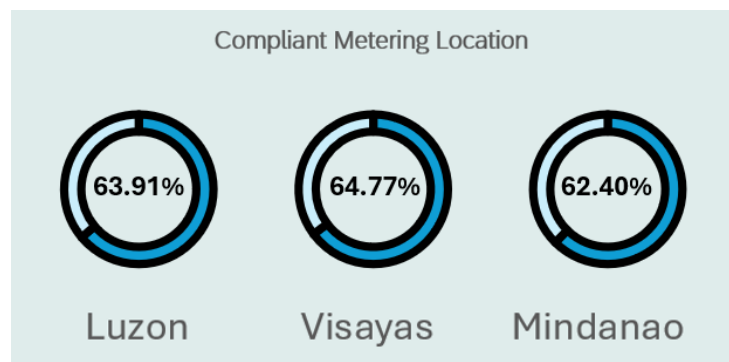 Compliant Metering Location
63.91% 64.77% 62.40%
Luzon Visayas Mindanao